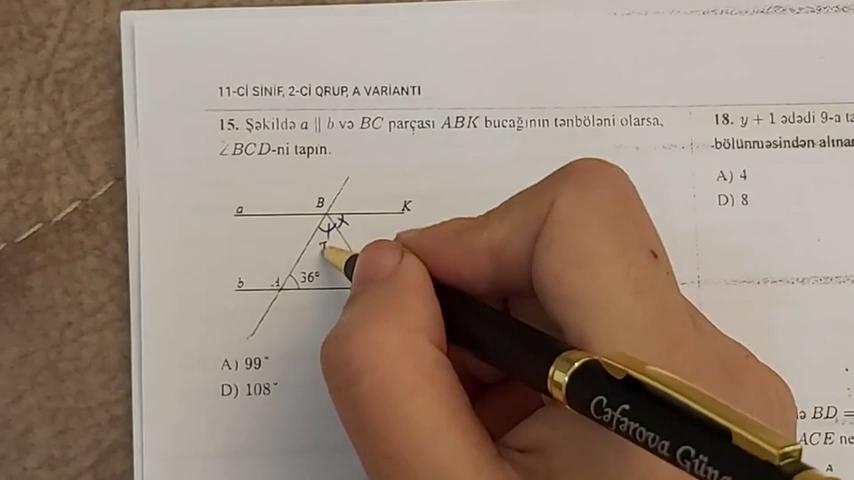 11-Cİ SİNİF, 2-Cİ QRUP, A VARİANTI
15. Şəkildə a || b və BC parçası ABK bucağının tənböləni olarsa,
∠BCD-ni tapın.
a B K
x
b A 36°
A) 99°
D) 108°
18. y + 1 ədədi 9-a
bölünməsindən alınan
A) 4
D) 8
BD =
ACE
Cəfərova